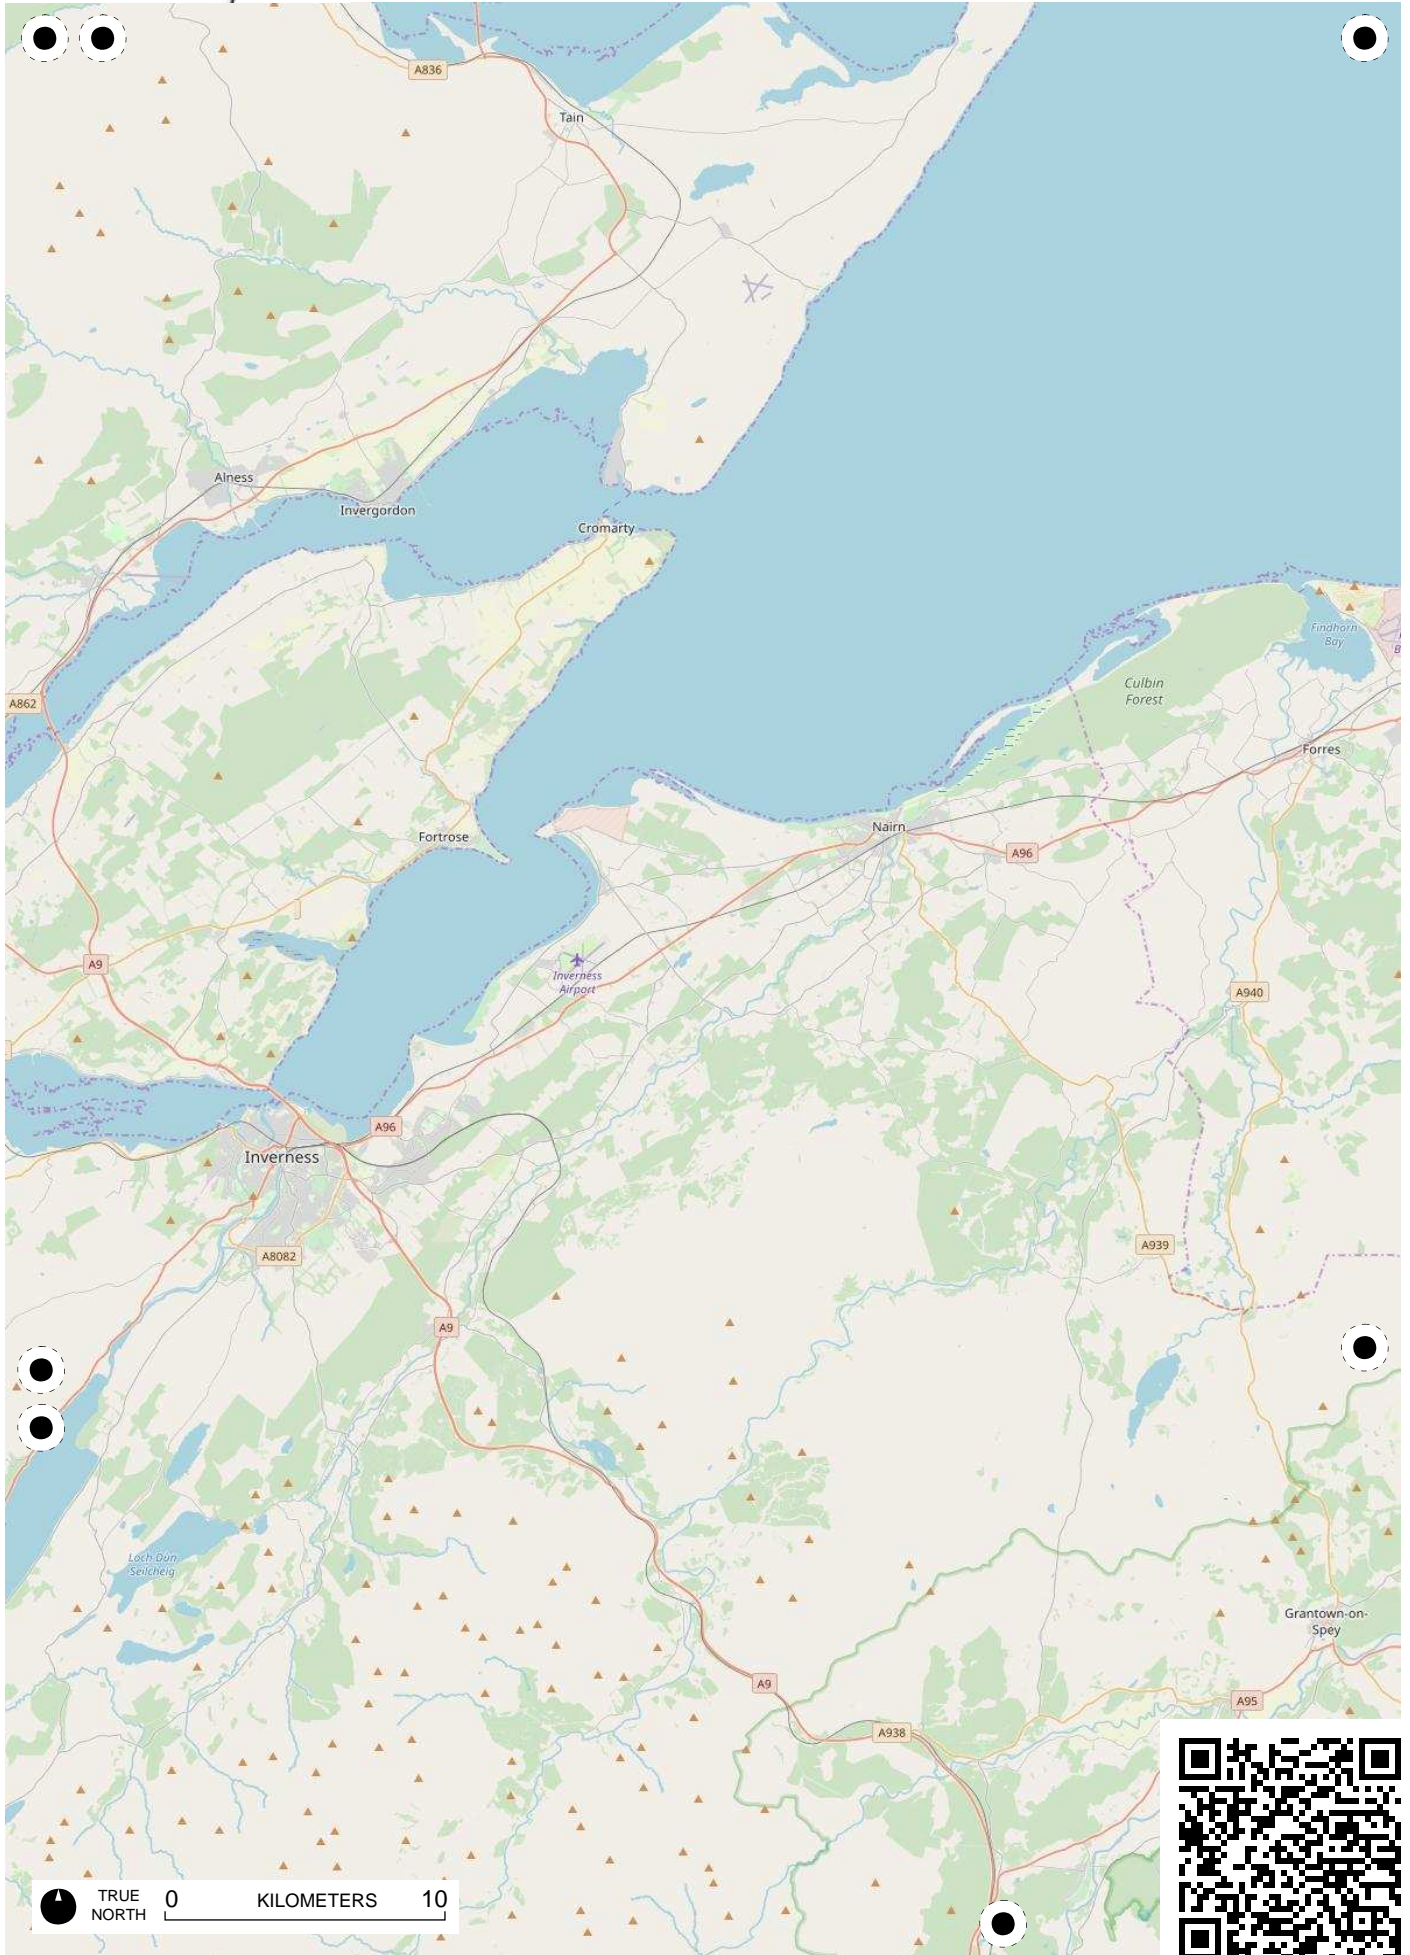 A836
Tain
Alness
Invergordon
Cromarty
Findhorn
Bay
Culbin
Forest
A862
Forres
Nairn
Fortrose
A96
A9
Inverness
Airport
A940
A96
Inverness
A939
A8082
A9
Loch Dùn
Seilcheig
Grantown-on-
Spey
A9
A95
A938
TRUE
NORTH
0 KILOMETERS 10